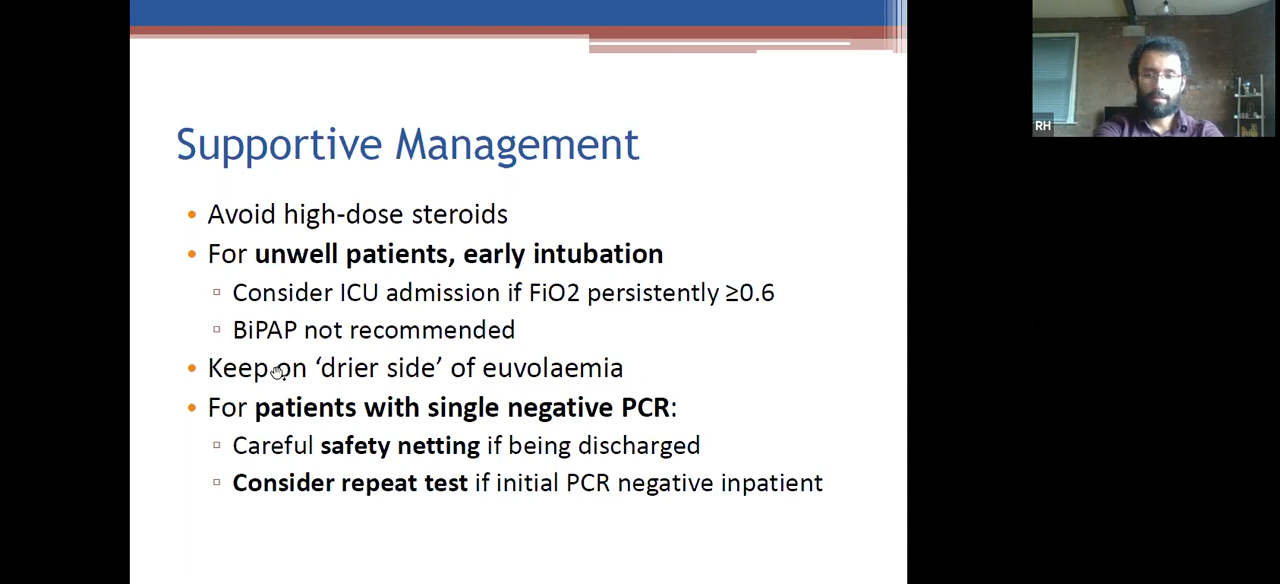 Supportive Management
• Avoid high-dose steroids
• For unwell patients, early intubation
▫ Consider ICU admission if FiO2 persistently ≥0.6
▫ BiPAP not recommended
• Keep on ‘drier side’ of euvolaemia
• For patients with single negative PCR:
▫ Careful safety netting if being discharged
▫ Consider repeat test if initial PCR negative inpatient
RH